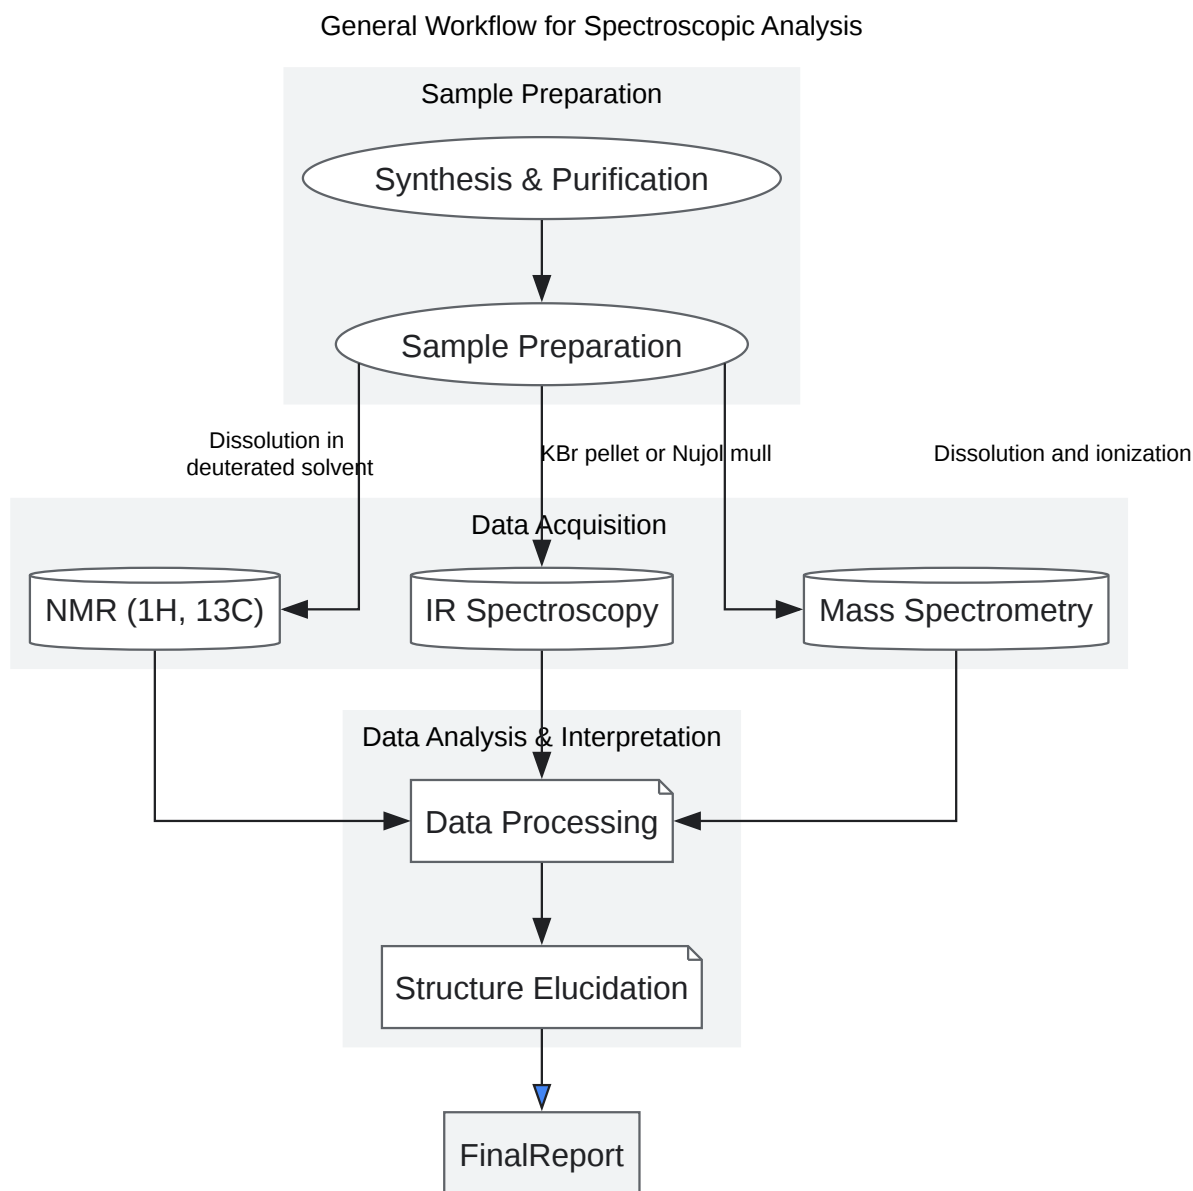 General Workflow for Spectroscopic Analysis
Sample Preparation
Synthesis & Purification
Sample Preparation
Dissolution in
deuterated solvent
KBr pellet or Nujol mull
Dissolution and ionization
Data Acquisition
NMR (1H, 13C)
IR Spectroscopy
Mass Spectrometry
Data Analysis & Interpretation
Data Processing
Structure Elucidation
FinalReport